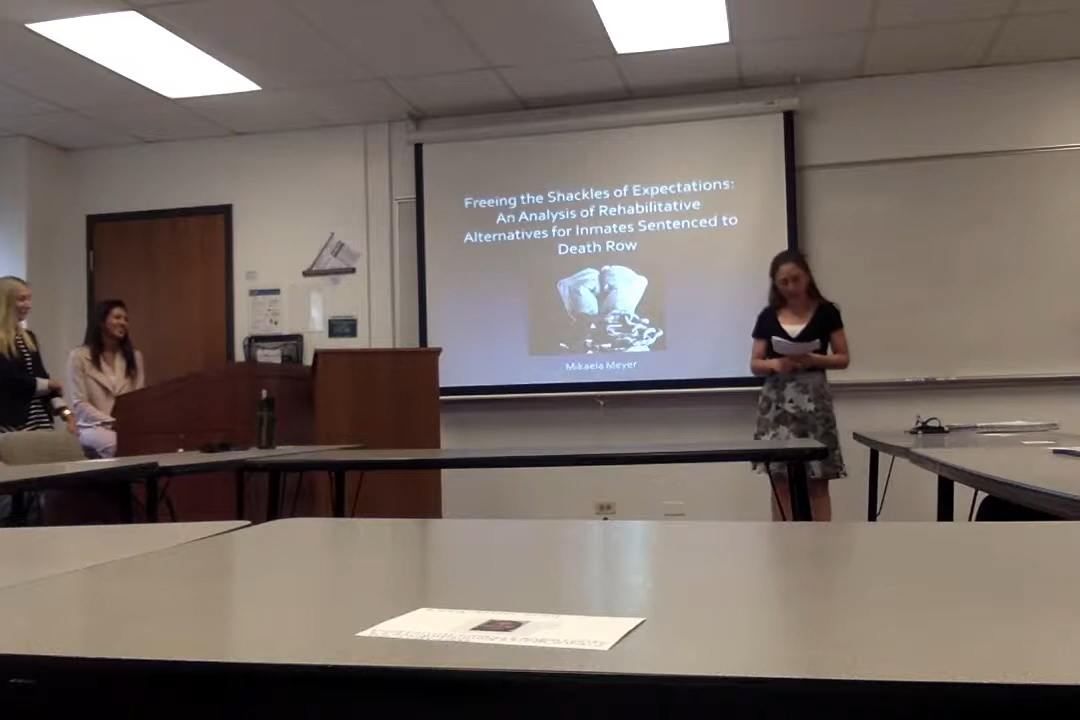 Freeing the Shackles of Expectations:
An Analysis of Rehabilitative
Alternatives for Inmates Sentenced to
Death Row
Mikaela Meyer